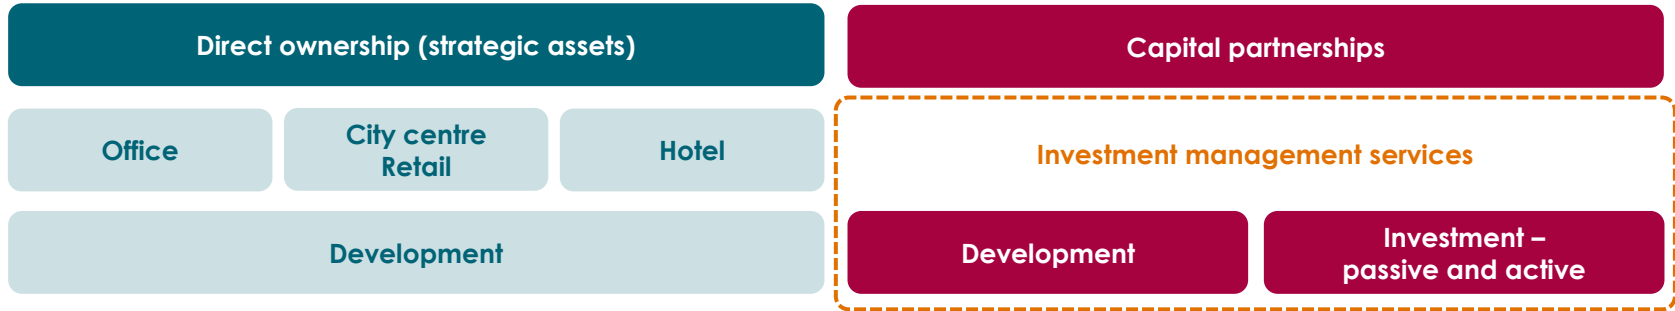 Direct ownership (strategic assets)
Capital partnerships
Office
City centre
Retail
Hotel
Investment management services
Development
Development
Investment –
passive and active